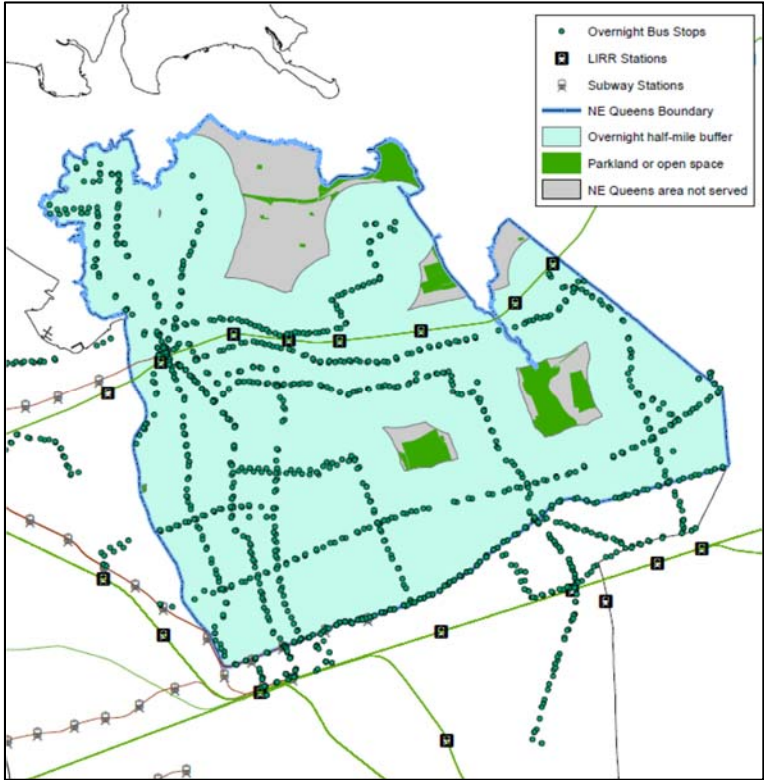 Overnight Bus Stops
LIRR Stations
Subway Stations
NE Queens Boundary
Overnight half-mile buffer
Parkland or open space
NE Queens area not served